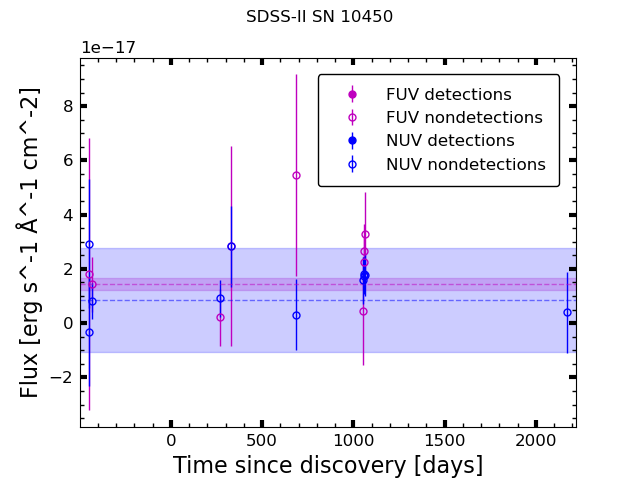 SDSS-II SN 10450
1e−17
FUV detections
FUV nondetections
NUV detections
NUV nondetections
8
6
4
2
0
−2
0 500 1000 1500 2000
Flux [erg s^-1 Å^-1 cm^-2]
Time since discovery [days]